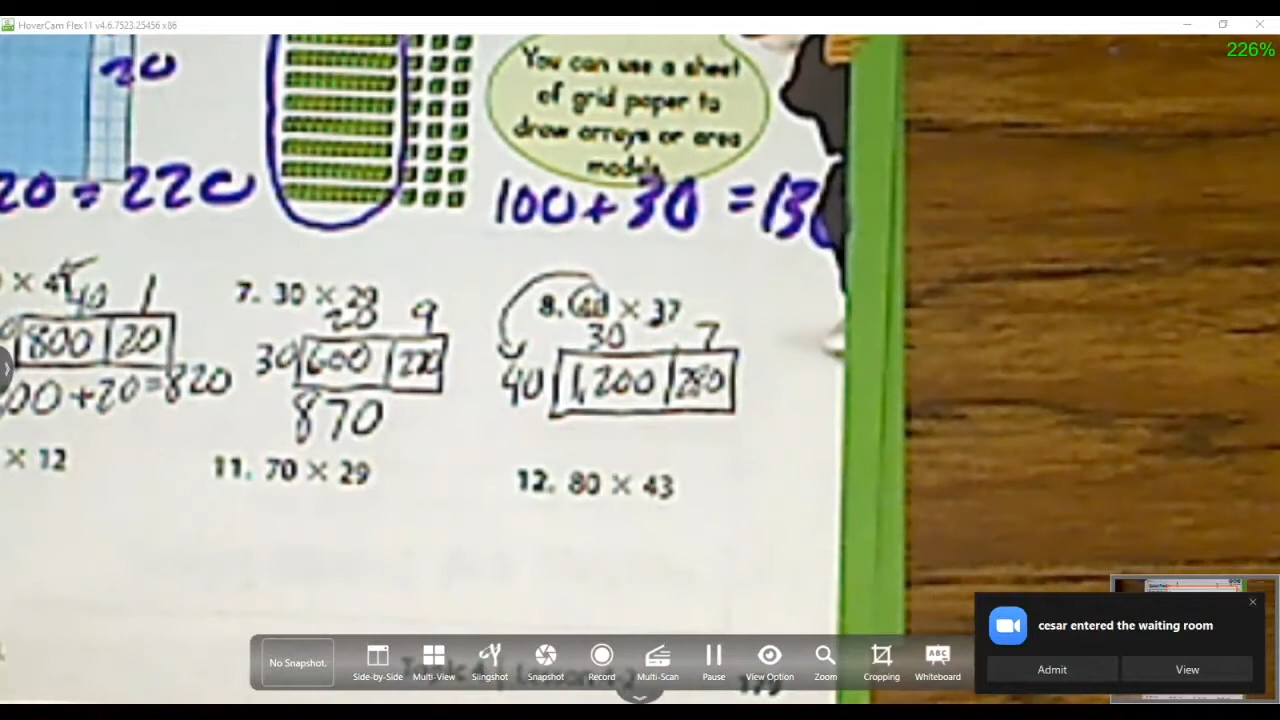 HoverCam Flex11 v4.6.7523.25456 x86
226%
20
You can use a sheet
of grid paper to
draw arrays or area
models.
20 = 220
100 + 30 = 130
7. 30 × 29
20 9
30 600
870
8. 40 × 37
30 7
40 1,200 280
40 1
800 20
00 + 20 = 820
× 12
11. 70 × 29
12. 80 × 43
cesar entered the waiting room
Admit
View
No Snapshot.
Side-by-Side
Multi-View
Slingshot
Snapshot
Record
Multi-Scan
Pause
View Option
Zoom
Cropping
ABC
Whiteboard